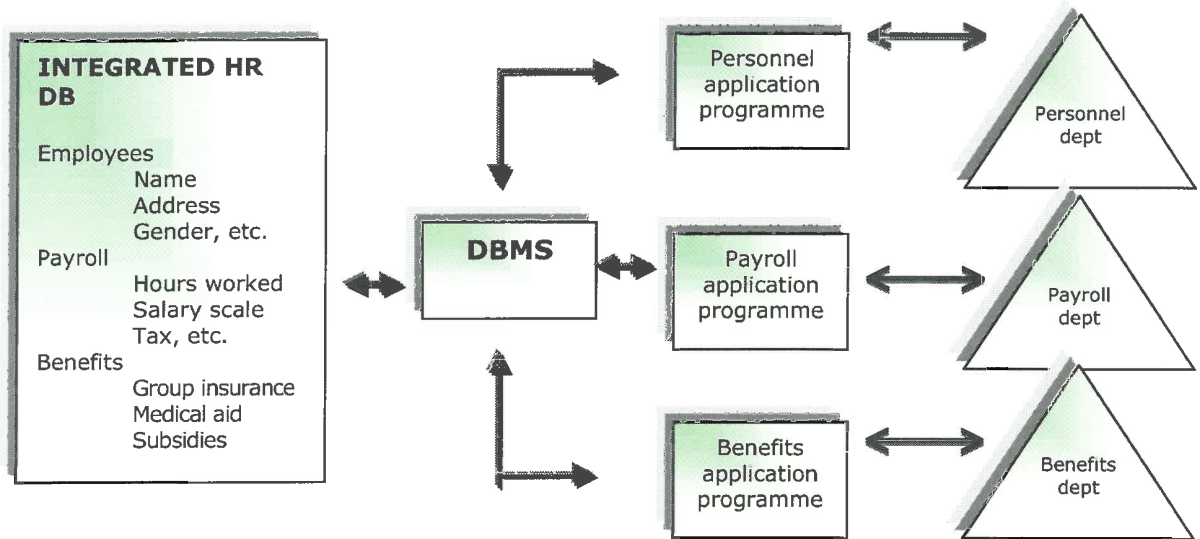 INTEGRATED HR
DB
Employees
Name
Address
Gender, etc.
Payroll
Hours worked
Salary scale
Tax, etc.
Benefits
Group insurance
Medical aid
Subsidies
DBMS
Personnel
application
programme
Payroll
application
programme
Benefits
application
programme
Personnel
dept
Payroll
dept
Benefits
dept